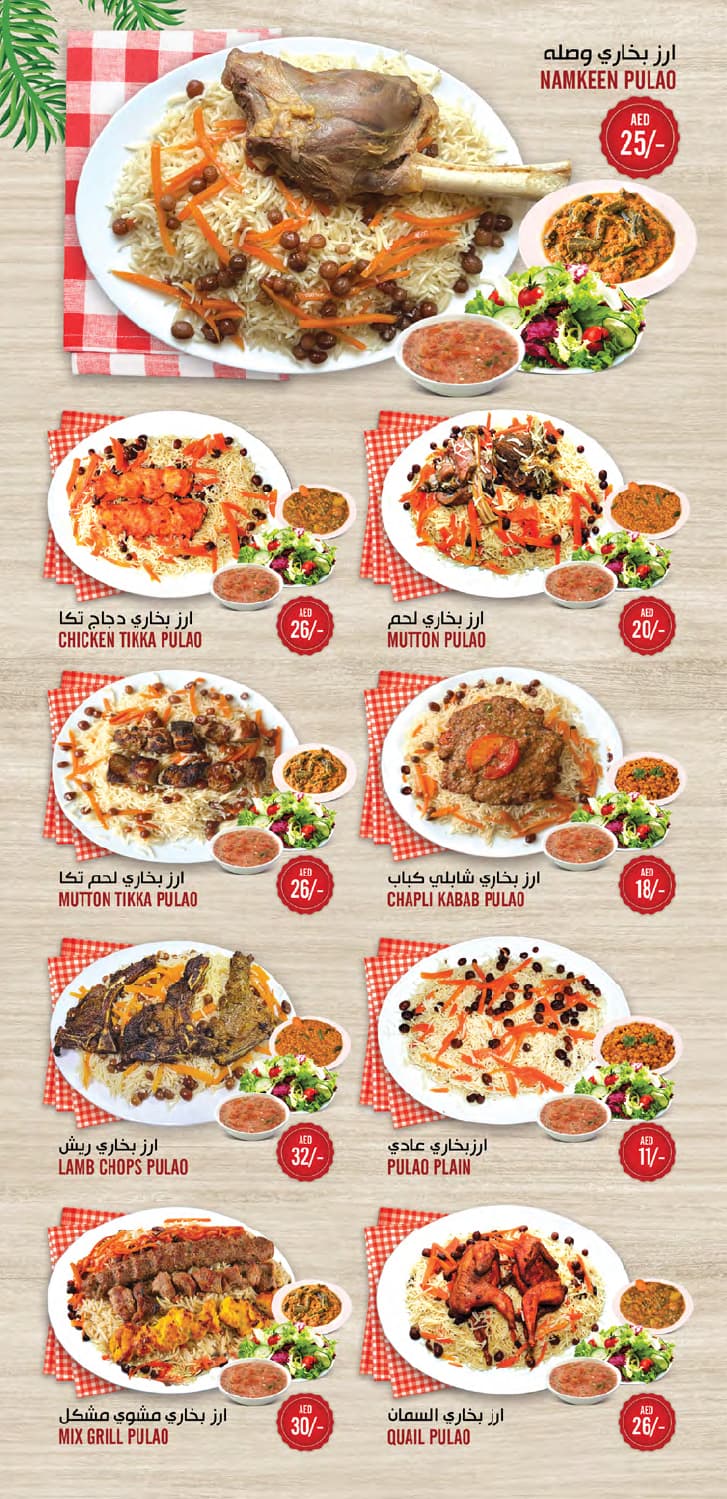 ارز بخاري وصله
NAMKEEN PULAO
AED
25/-
ارز بخاري دجاج تكا
CHICKEN TIKKA PULAO
AED
26/-
ارز بخاري لحم
MUTTON PULAO
AED
20/-
ارز بخاري لحم تكا
MUTTON TIKKA PULAO
AED
26/-
ارز بخاري شابلي كباب
CHAPLI KABAB PULAO
AED
18/-
ارز بخاري ريش
LAMB CHOPS PULAO
AED
32/-
ارزبخاري عادي
PULAO PLAIN
AED
11/-
ارز بخاري مشوي مشكل
MIX GRILL PULAO
AED
30/-
ارز بخاري السمان
QUAIL PULAO
AED
26/-